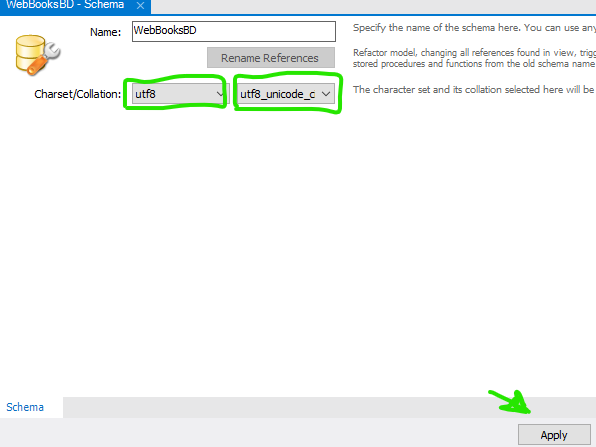 WebBooksBD - Schema ×
Name: WebBooksBD Specify the name of the schema here. You can use any
Rename References Refactor model, changing all references found in view, trigg
stored procedures and functions from the old schema name
Charset/Collation: utf8 utf8_unicode_c The character set and its collation selected here will be
Schema
Apply